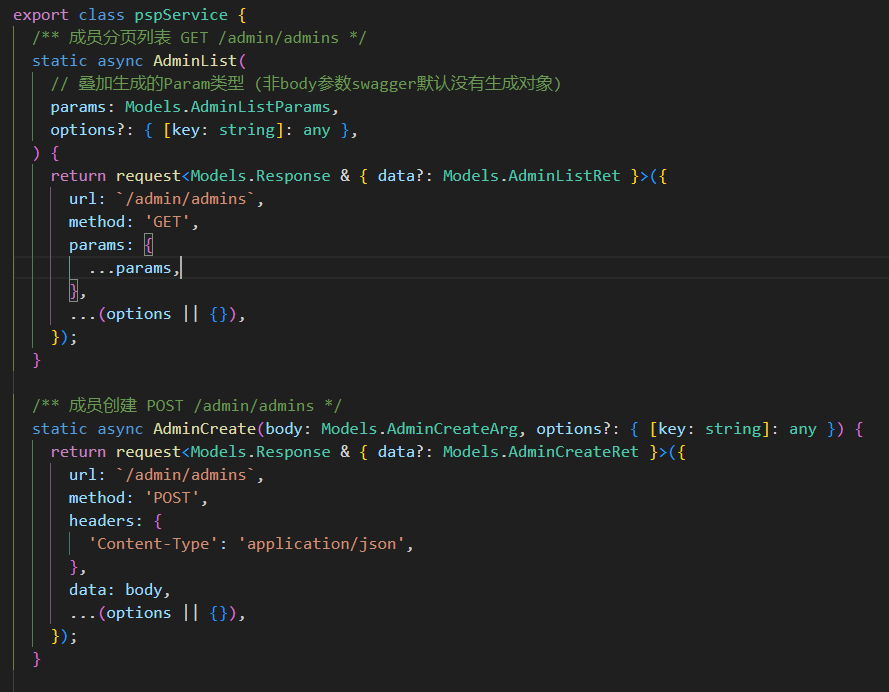 export class pspService {
/** 成员分页列表 GET /admin/admins */
static async AdminList(
// 叠加生成的Param类型 (非body参数swagger默认没有生成对象)
params: Models.AdminListParams,
options?: { [key: string]: any },
) {
return request<Models.Response & { data?: Models.AdminListRet }>({
url: `/admin/admins`,
method: 'GET',
params: {
...params,
},
...(options || {}),
});
}
/** 成员创建 POST /admin/admins */
static async AdminCreate(body: Models.AdminCreateArg, options?: { [key: string]: any }) {
return request<Models.Response & { data?: Models.AdminCreateRet }>({
url: `/admin/admins`,
method: 'POST',
headers: {
'Content-Type': 'application/json',
},
data: body,
...(options || {}),
});
}